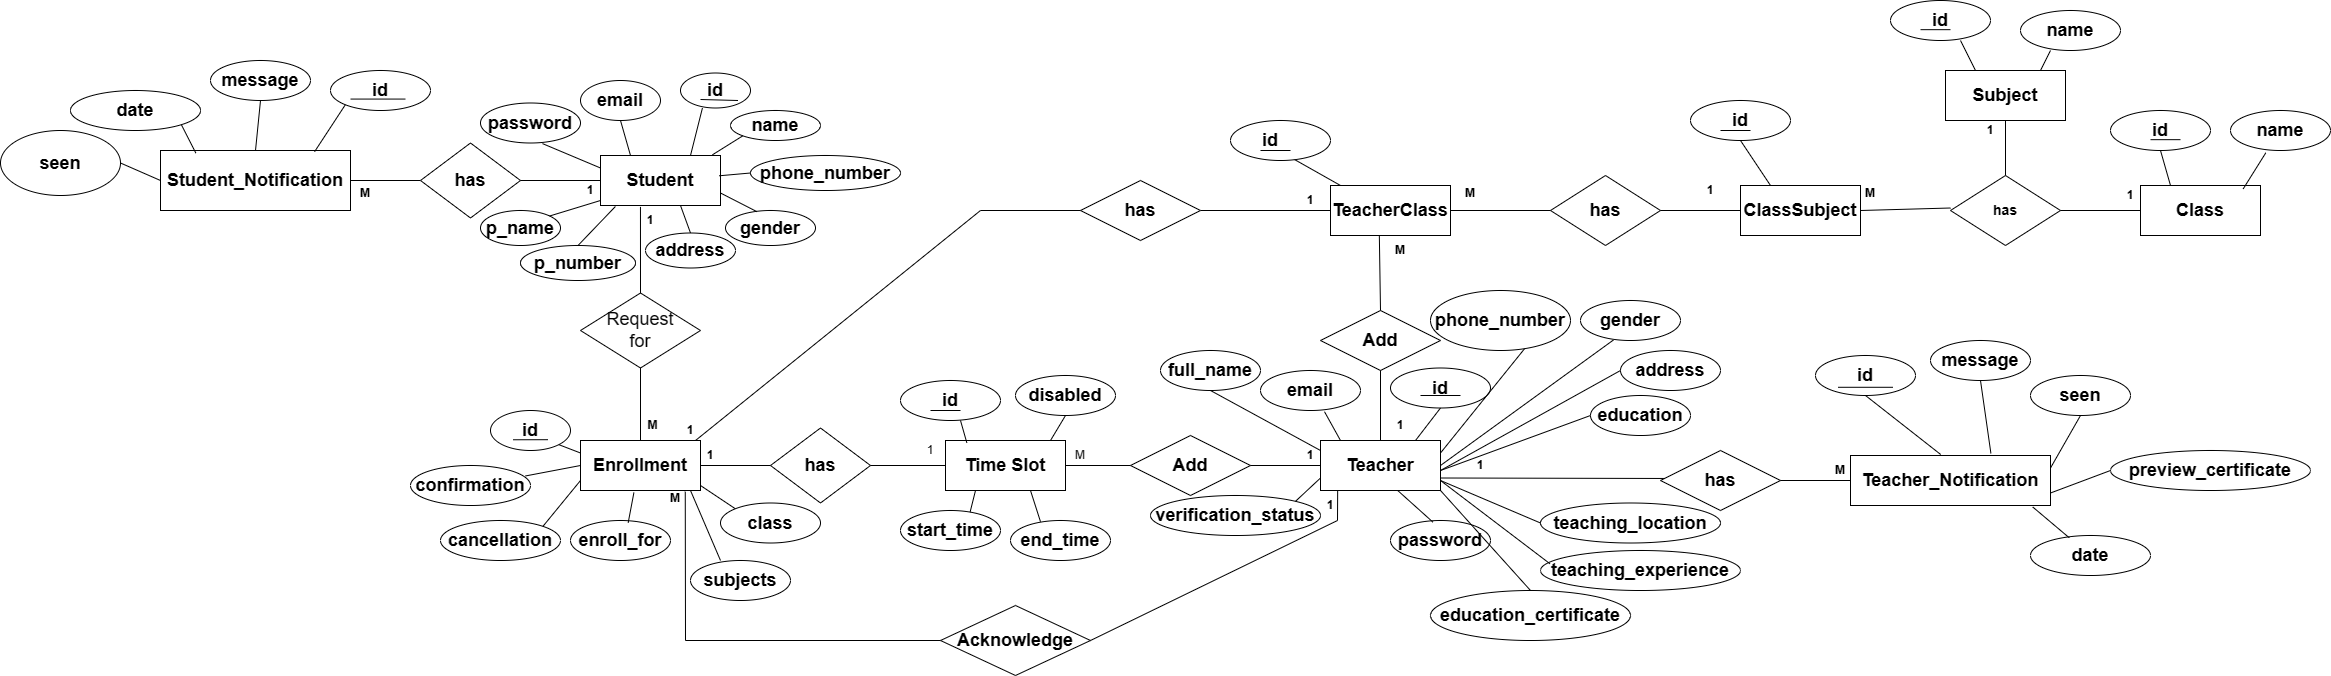 id
name
Subject
1
message
id
date
seen
Student_Notification
M
has
1
password
email
id
name
phone_number
Student
p_name
p_number
address
gender
1
Request
for
M
id
has
1
TeacherClass
M
has
1
id
ClassSubject
M
has
1
id
name
Class
M
Add
1
phone_number
gender
address
education
full_name
email
id
id
confirmation
cancellation
enroll_for
class
subjects
Enrollment
1
1
M
has
1
id
disabled
Time Slot
start_time
end_time
M
Add
1
Teacher
1
1
verification_status
password
teaching_location
teaching_experience
education_certificate
has
M
Teacher_Notification
id
message
seen
preview_certificate
date
Acknowledge